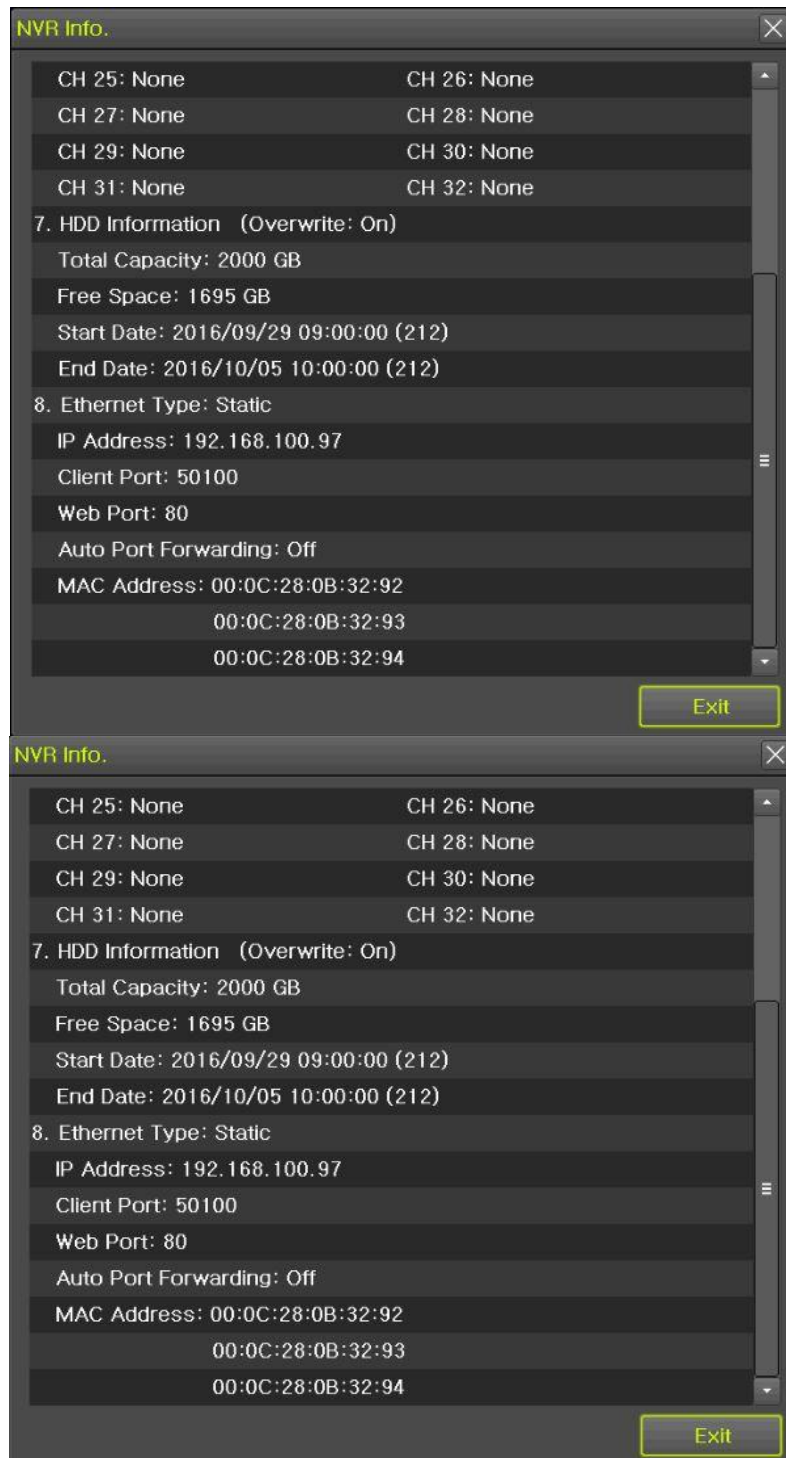 NVR Info.
CH 25: None CH 26: None
CH 27: None CH 28: None
CH 29: None CH 30: None
CH 31: None CH 32: None
7. HDD Information (Overwrite: On)
Total Capacity: 2000 GB
Free Space: 1695 GB
Start Date: 2016/09/29 09:00:00 (212)
End Date: 2016/10/05 10:00:00 (212)
8. Ethernet Type: Static
IP Address: 192.168.100.97
Client Port: 50100
Web Port: 80
Auto Port Forwarding: Off
MAC Address: 00:0C:28:0B:32:92
00:0C:28:0B:32:93
00:0C:28:0B:32:94
Exit
NVR Info.
CH 25: None CH 26: None
CH 27: None CH 28: None
CH 29: None CH 30: None
CH 31: None CH 32: None
7. HDD Information (Overwrite: On)
Total Capacity: 2000 GB
Free Space: 1695 GB
Start Date: 2016/09/29 09:00:00 (212)
End Date: 2016/10/05 10:00:00 (212)
8. Ethernet Type: Static
IP Address: 192.168.100.97
Client Port: 50100
Web Port: 80
Auto Port Forwarding: Off
MAC Address: 00:0C:28:0B:32:92
00:0C:28:0B:32:93
00:0C:28:0B:32:94
Exit